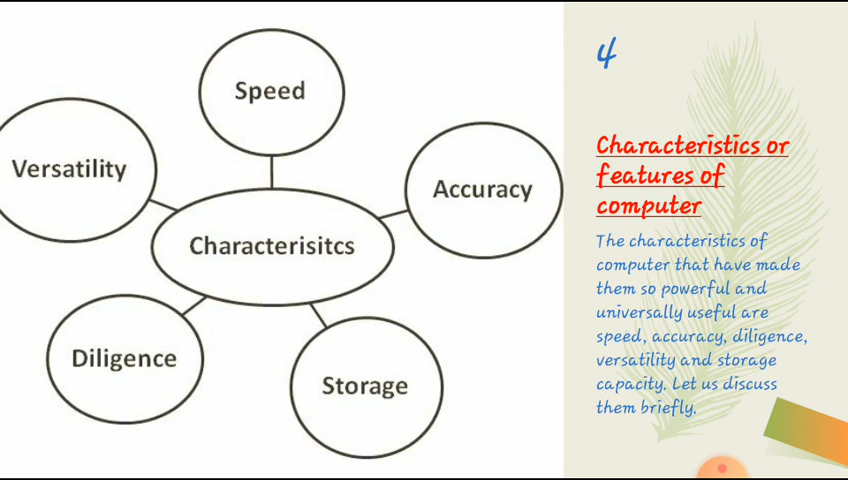 Speed
Versatility
Accuracy
Characterisitcs
Diligence
Storage
4
Characteristics or
features of
computer
The characteristics of
computer that have made
them so powerful and
universally useful are
speed, accuracy, diligence,
versatility and storage
capacity. Let us discuss
them briefly.